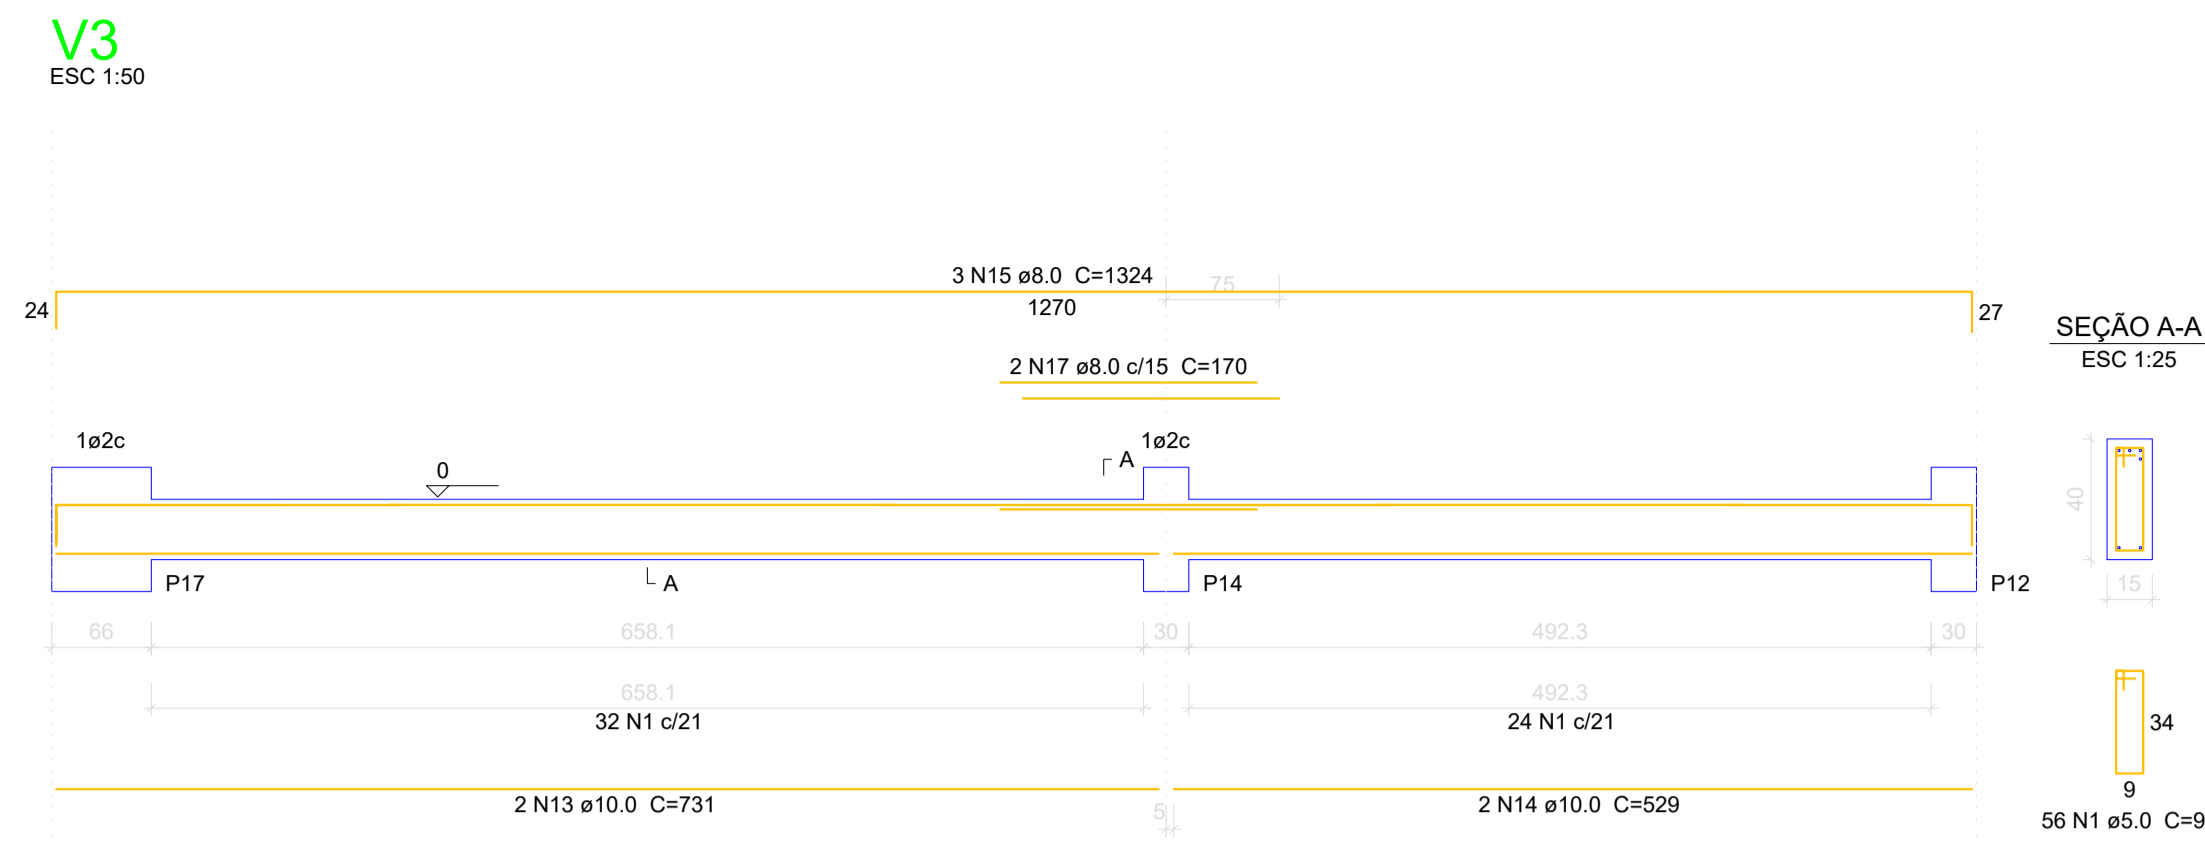 V3
ESC 1:50
3 N15 ø8.0 C=1324
75
24
1270
27
SEÇÃO A-A
ESC 1:25
2 N17 ø8.0 c/15 C=170
1ø2c
1ø2c
A
0
40
P17
A
P14
P12
15
66
658.1
30
492.3
30
658.1
492.3
32 N1 c/21
24 N1 c/21
34
9
2 N13 ø10.0 C=731
2 N14 ø10.0 C=529
5
56 N1 ø5.0 C=9